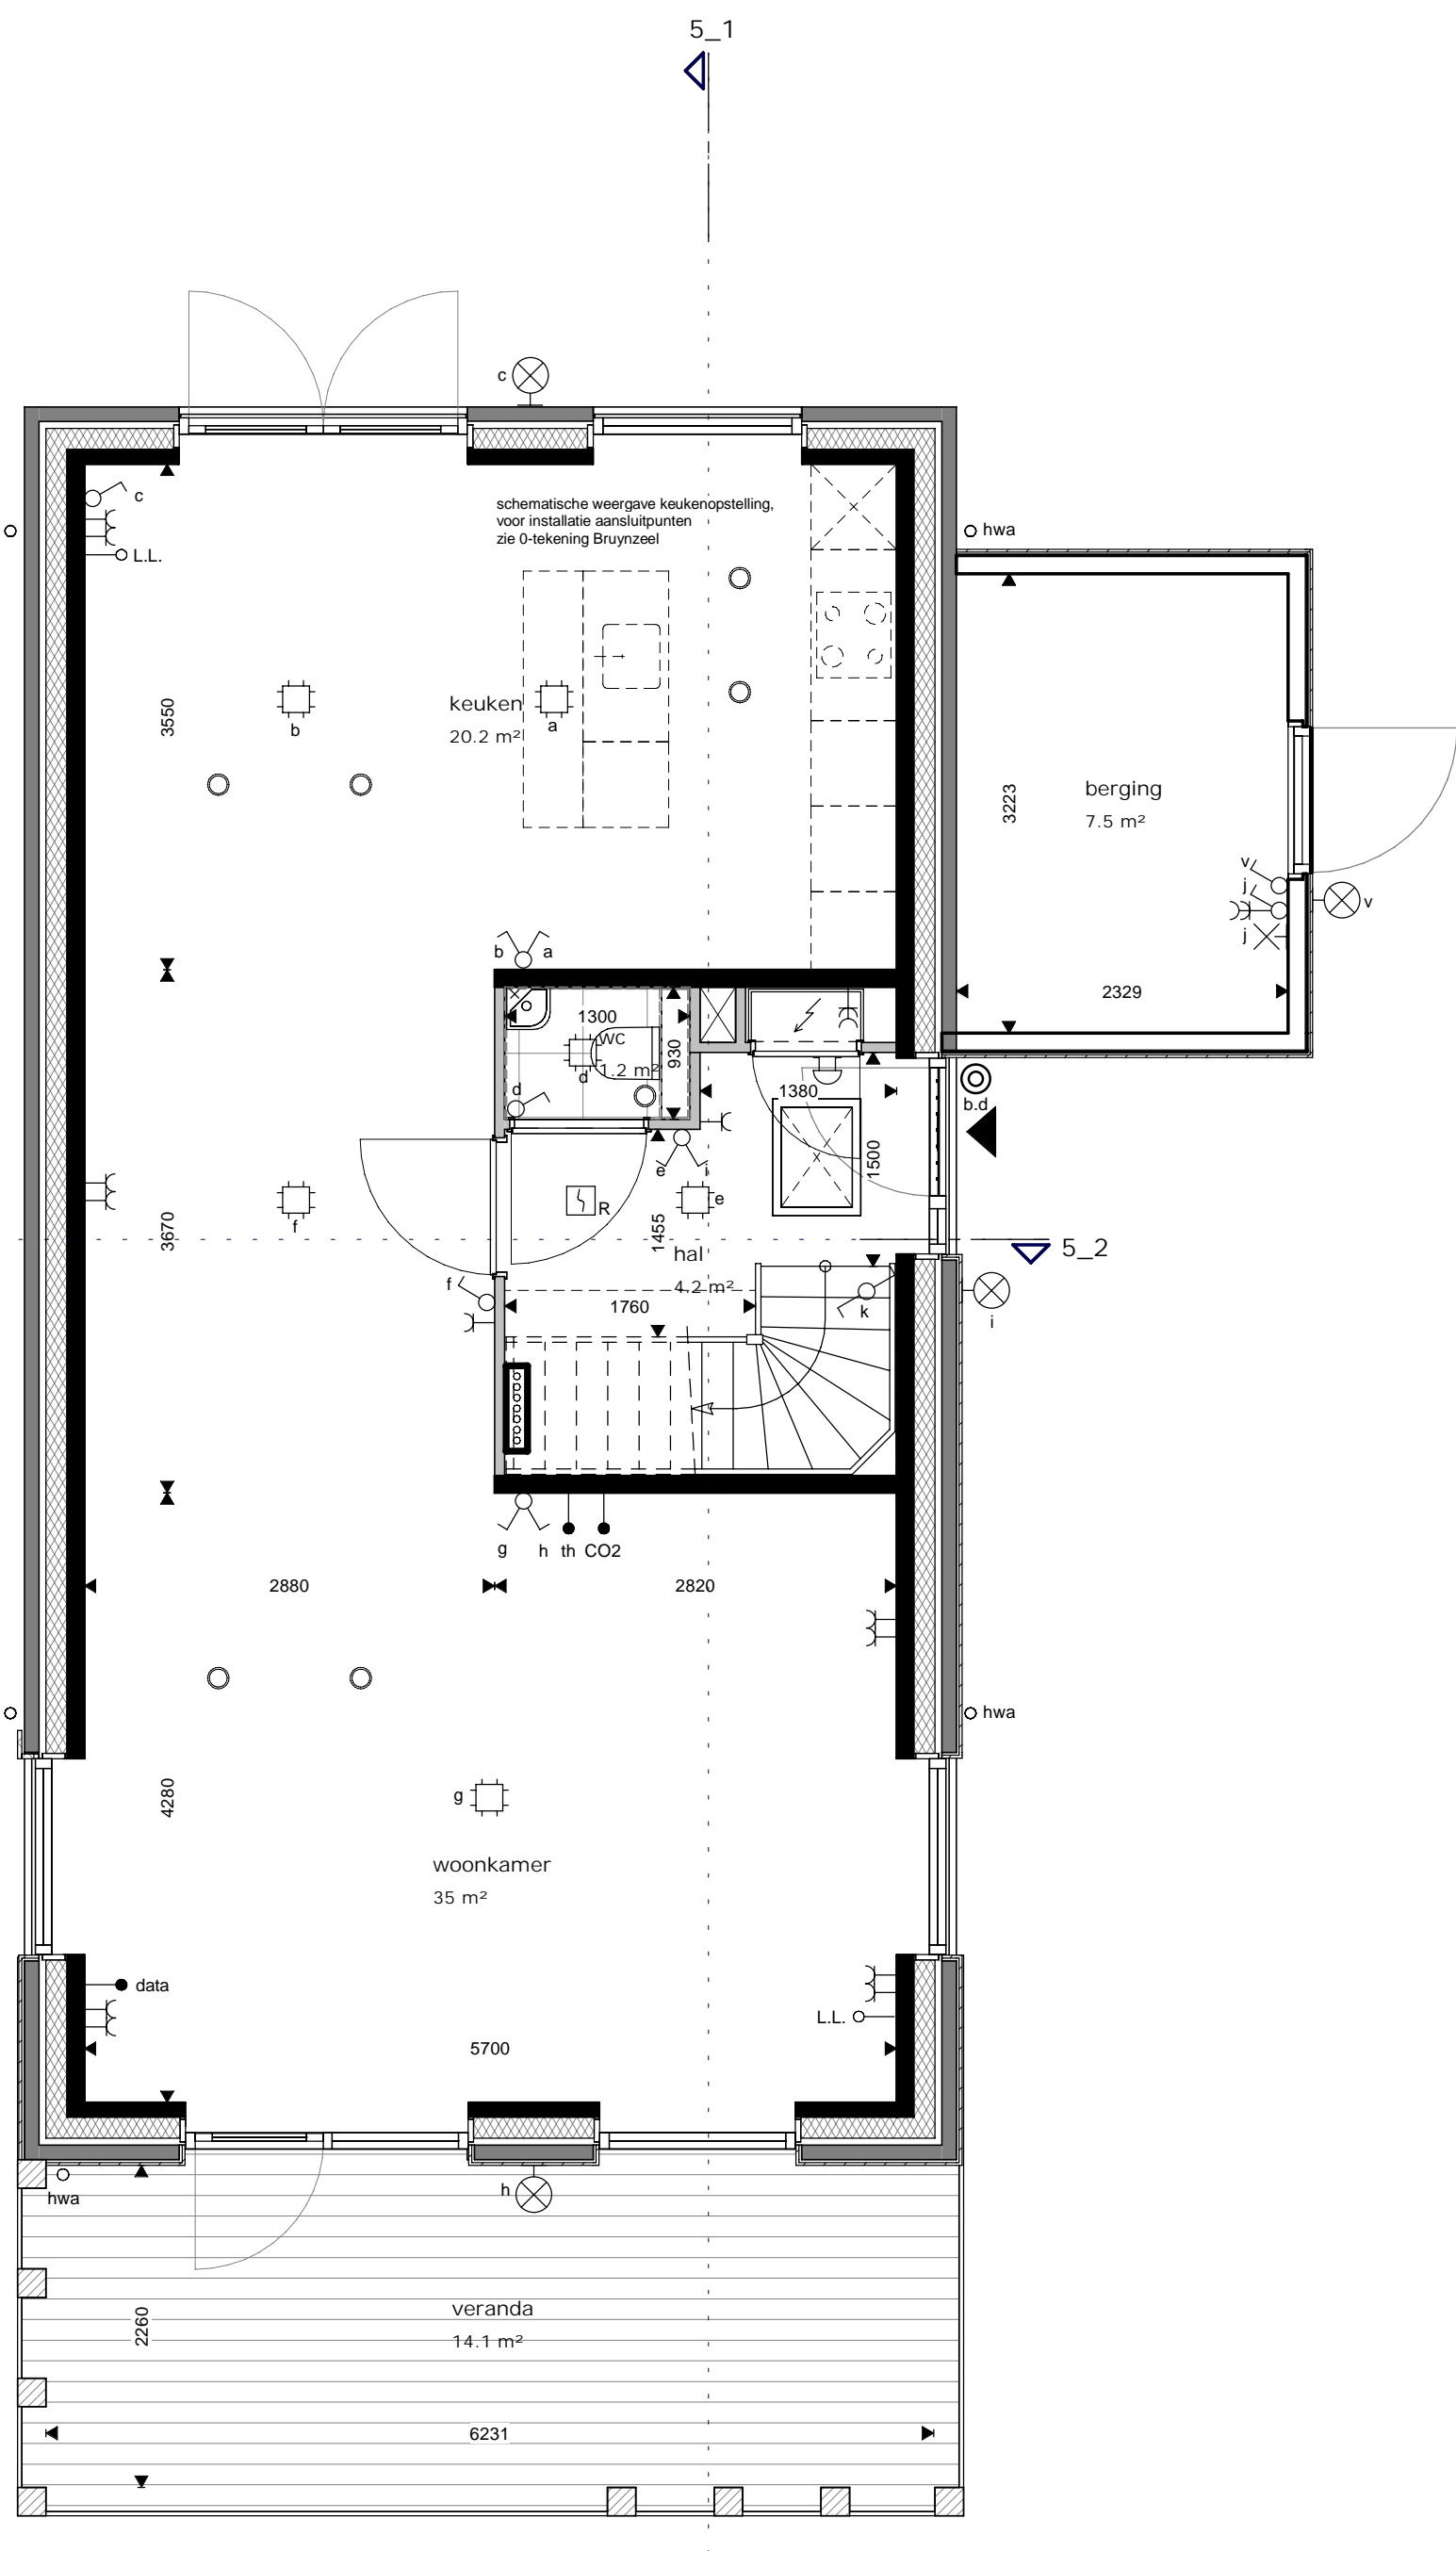 5_1
c
c
L.L.
schematische weergave keukenopstelling,
voor installatie aansluitpunten
zie 0-tekening Bruynzeel
hwa
3550
b
keuken
20.2 m²
a
berging
7.5 m²
3223
v
j
j
v
b
a
2329
1300
WC
1.2 m²
930
d
d
1380
b.d
1500
e
i
R
e
f
3670
1455
hal
4.2 m²
5_2
f
1760
k
i
g
h
th
CO2
2880
2820
hwa
g
4280
woonkamer
35 m²
data
L.L.
5700
hwa
h
veranda
14.1 m²
2260
6231